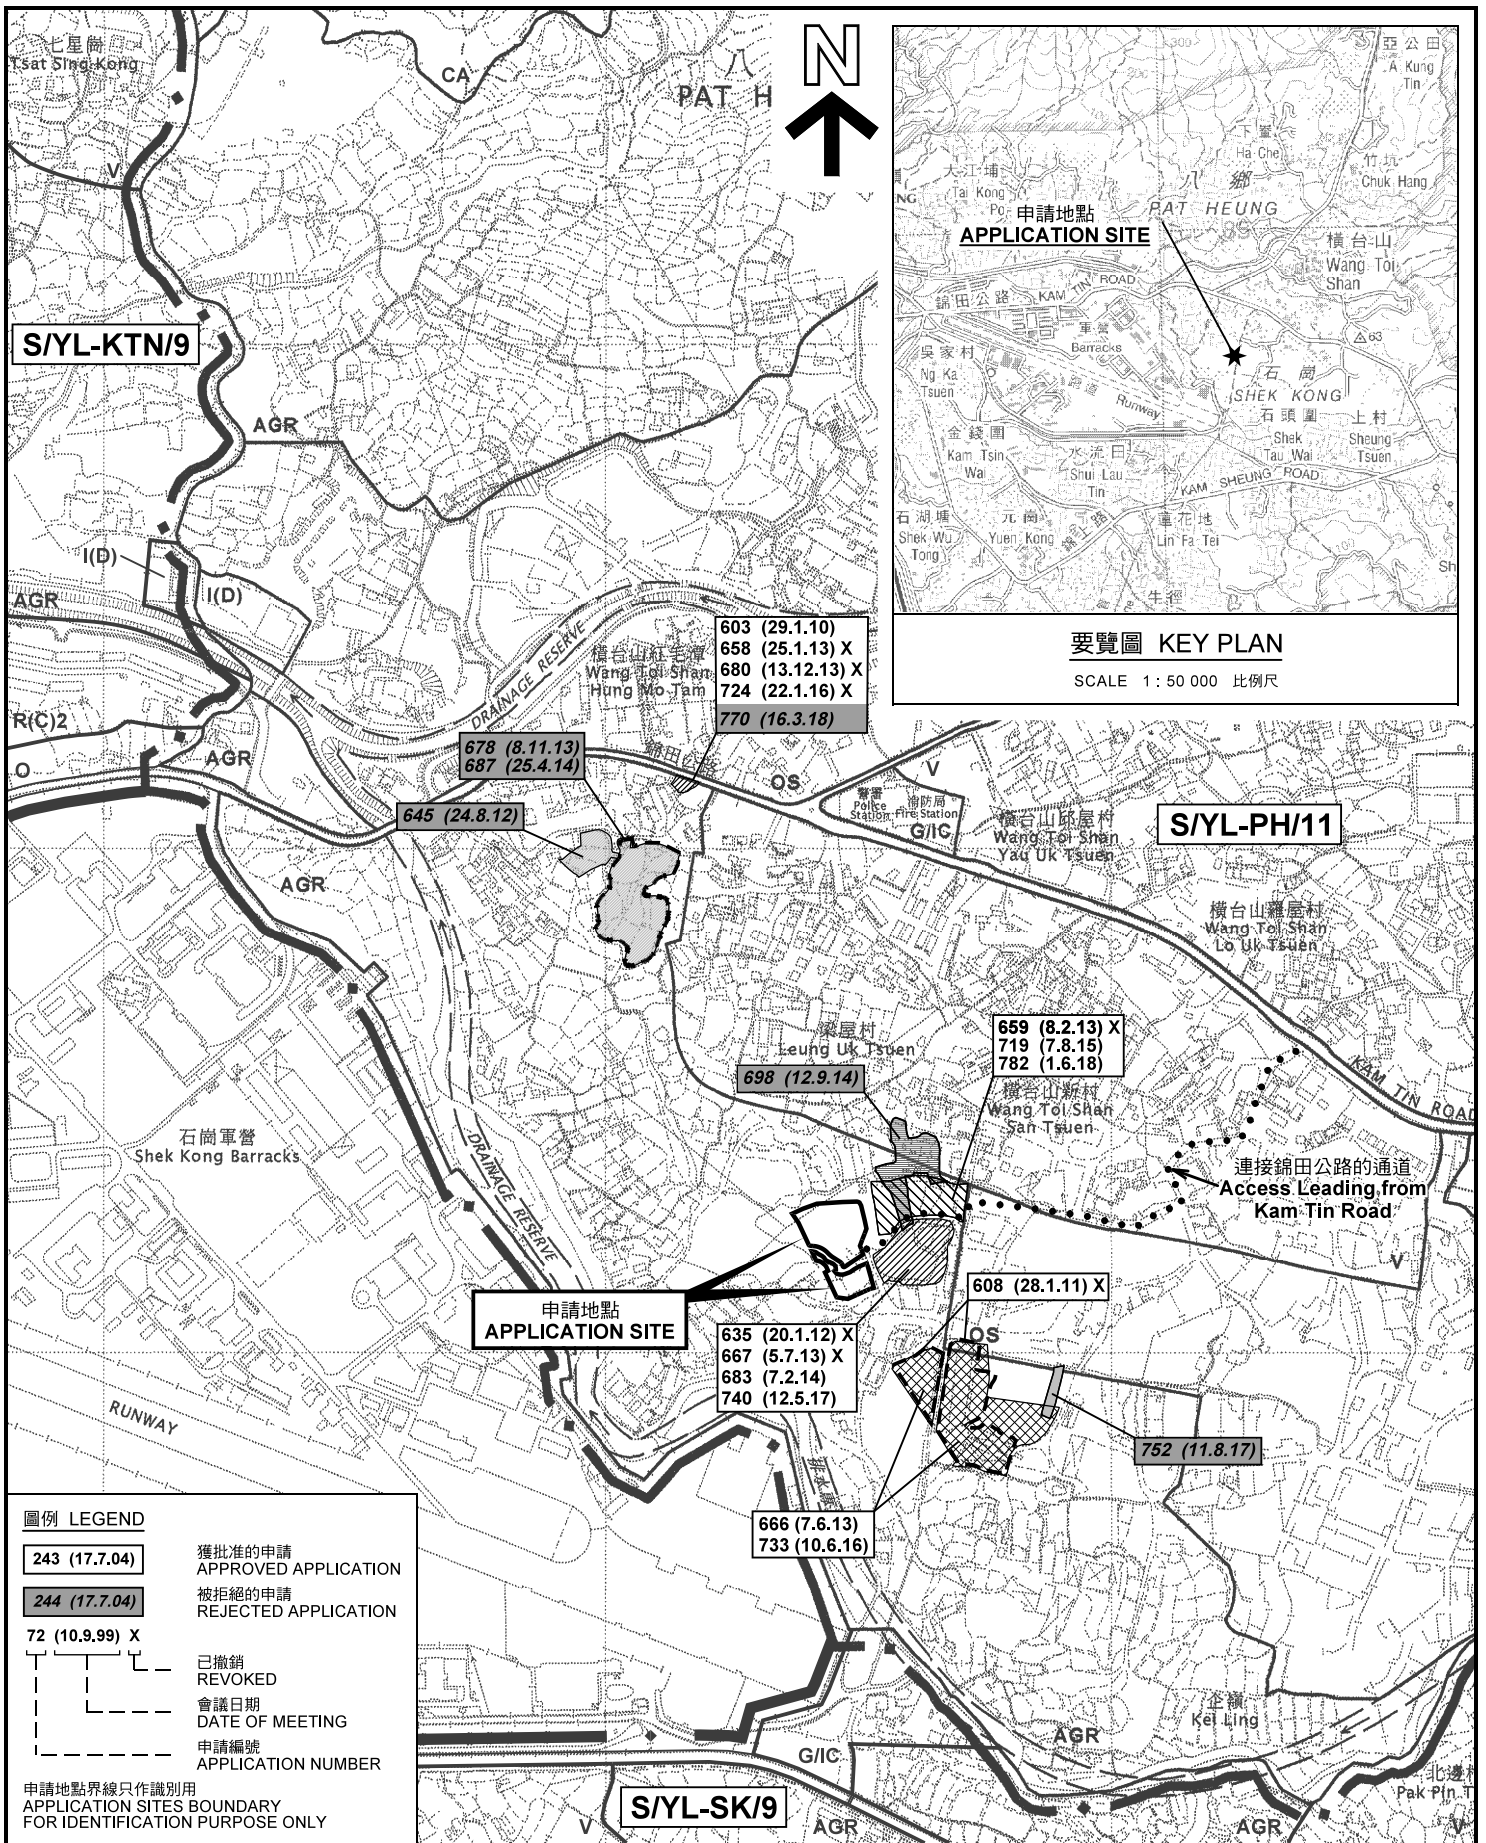 七星崗
Tsat Sing Kong
CA
八
PAT H
N
V
S/YL-KTN/9
AGR
I(D)
I(D)
AGR
R(C)2
O
AGR
AGR
DRAINAGE RESERVE
橫台山紅毛潭
Wang Toi Shan
Hung Mo Tam
603 (29.1.10)
658 (25.1.13) X
680 (13.12.13) X
724 (22.1.16) X
770 (16.3.18)
678 (8.11.13)
687 (25.4.14)
645 (24.8.12)
錦田公路
OS
V
警署
Police
Station
消防局
Fire Station
G/IC
橫台山邱屋村
Wang Toi Shan
Yau Uk Tsuen
S/YL-PH/11
橫台山羅屋村
Wang Toi Shan
Lo Uk Tsuen
梁屋村
Leung Uk Tsuen
698 (12.9.14)
659 (8.2.13) X
719 (7.8.15)
782 (1.6.18)
橫台山新村
Wang Toi Shan
San Tsuen
KAM TIN ROAD
連接錦田公路的通道
Access Leading from
Kam Tin Road
V
石崗軍營
Shek Kong Barracks
DRAINAGE RESERVE
申請地點
APPLICATION SITE
608 (28.1.11) X
OS
635 (20.1.12) X
667 (5.7.13) X
683 (7.2.14)
740 (12.5.17)
752 (11.8.17)
RUNWAY
666 (7.6.13)
733 (10.6.16)
企嶺
Kei Ling
AGR
G/IC
S/YL-SK/9
V
AGR
AGR
V
北邊村
Pak Pin T
亞公田
A Kung
Tin
下輋
Ha Che
竹坑
Chuk Hang
大江埔
Tai Kong
Po
八鄉
PAT HEUNG
申請地點
APPLICATION SITE
橫台山
Wang Toi
Shan
錦田公路 KAM TIN ROAD
軍營
Barracks
63
吳家村
Ng Ka
Tsuen
石崗
SHEK KONG
Runway
石頭圍
Shek
Tau Wai
上村
Sheung
Tsuen
金錢圍
Kam Tsin
Wai
水流田
Shui Lau
Tin
KAM SHEUNG ROAD
石湖塘
Shek Wu
Tong
元崗
Yuen Kong
錦上路
蓮花地
Lin Fa Tei
牛徑
Sh
要覽圖 KEY PLAN
SCALE 1 : 50 000 比例尺
圖例 LEGEND
243 (17.7.04)
獲批准的申請
APPROVED APPLICATION
244 (17.7.04)
被拒絕的申請
REJECTED APPLICATION
72 (10.9.99) X
已撤銷
REVOKED
會議日期
DATE OF MEETING
申請編號
APPLICATION NUMBER
申請地點界線只作識別用
APPLICATION SITES BOUNDARY
FOR IDENTIFICATION PURPOSE ONLY